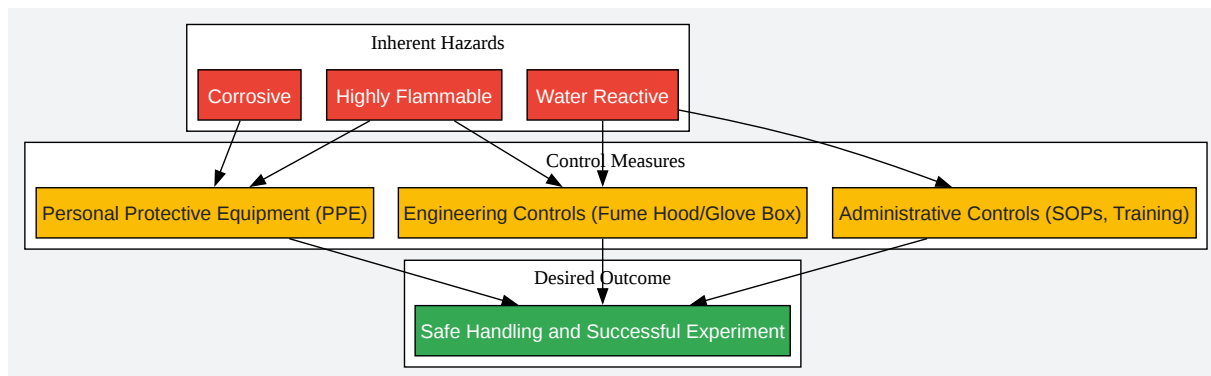 Inherent Hazards
Corrosive
Highly Flammable
Water Reactive
Control Measures
Personal Protective Equipment (PPE)
Engineering Controls (Fume Hood/Glove Box)
Administrative Controls (SOPs, Training)
Desired Outcome
Safe Handling and Successful Experiment